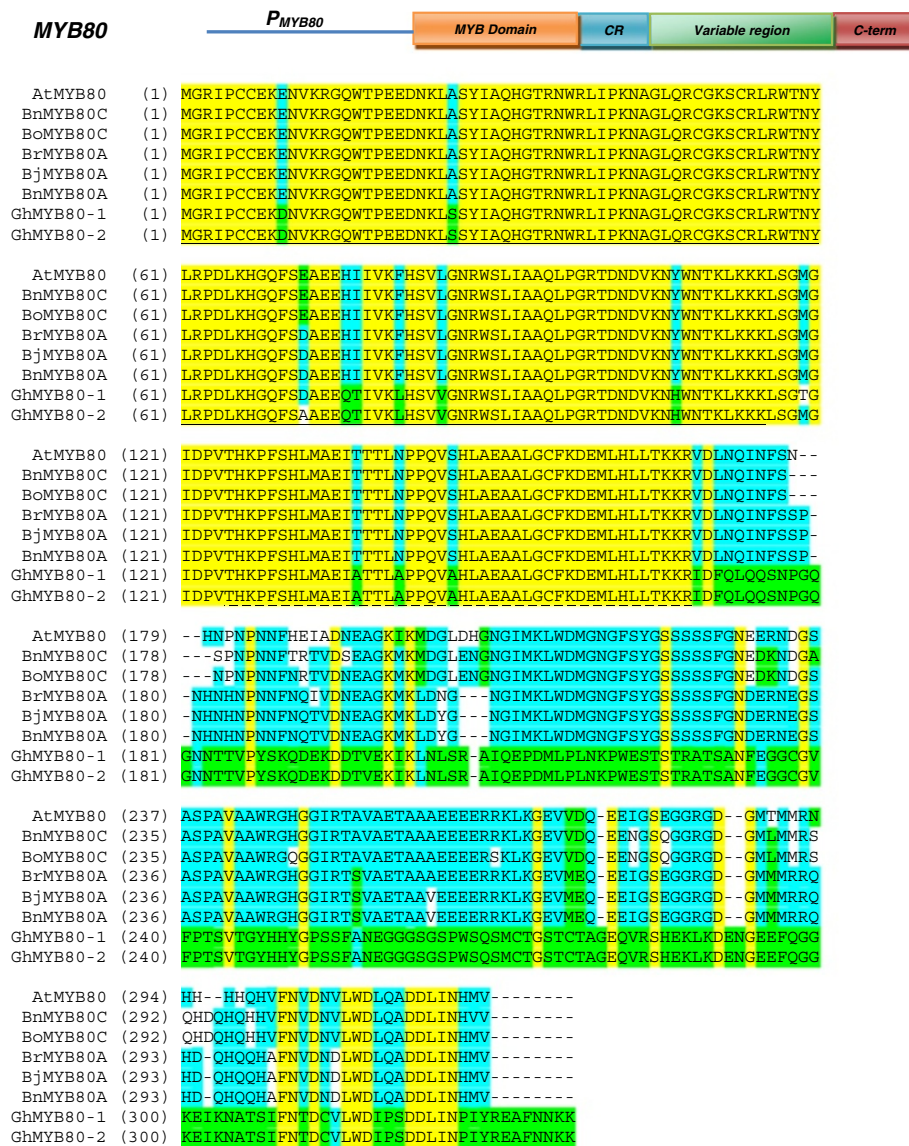 MYB80 P MYB80 MYB Domain CR Variable region C-term
AtMYB80 (1) MGRIPCCEKENVKRGQWTPEEDNKLASYIAQHGTRNWRLIPKNAGLQRCGKSCRLRWTNY
BnMYB80C (1) MGRIPCCEKENVKRGQWTPEEDNKLASYIAQHGTRNWRLIPKNAGLQRCGKSCRLRWTNY
BoMYB80C (1) MGRIPCCEKENVKRGQWTPEEDNKLASYIAQHGTRNWRLIPKNAGLQRCGKSCRLRWTNY
BrMYB80A (1) MGRIPCCEKENVKRGQWTPEEDNKLASYIAQHGTRNWRLIPKNAGLQRCGKSCRLRWTNY
BjMYB80A (1) MGRIPCCEKENVKRGQWTPEEDNKLASYIAQHGTRNWRLIPKNAGLQRCGKSCRLRWTNY
BnMYB80A (1) MGRIPCCEKENVKRGQWTPEEDNKLASYIAQHGTRNWRLIPKNAGLQRCGKSCRLRWTNY
GhMYB80-1 (1) MGRIPCCEKDNVKRGQWTPEEDNKLSSYIAQHGTRNWRLIPKNAGLQRCGKSCRLRWTNY
GhMYB80-2 (1) MGRIPCCEKDNVKRGQWTPEEDNKLSSYIAQHGTRNWRLIPKNAGLQRCGKSCRLRWTNY
AtMYB80 (61) LRPDLKHGQFSEAEEHIIVKFHSVLGNRWSLIAAQLPGRTDNDVKNYWNTKLKKKLSGMG
BnMYB80C (61) LRPDLKHGQFSEAEEHIIVKFHSVLGNRWSLIAAQLPGRTDNDVKNYWNTKLKKKLSGMG
BoMYB80C (61) LRPDLKHGQFSEAEEHIIVKFHSVLGNRWSLIAAQLPGRTDNDVKNYWNTKLKKKLSGMG
BrMYB80A (61) LRPDLKHGQFSDAEEHIIVKFHSVLGNRWSLIAAQLPGRTDNDVKNYWNTKLKKKLSGMG
BjMYB80A (61) LRPDLKHGQFSDAEEHIIVKFHSVLGNRWSLIAAQLPGRTDNDVKNYWNTKLKKKLSGMG
BnMYB80A (61) LRPDLKHGQFSDAEEHIIVKFHSVLGNRWSLIAAQLPGRTDNDVKNYWNTKLKKKLSGMG
GhMYB80-1 (61) LRPDLKHGQFSDAEEQTIVKLHSVVGNRWSLIAAQLPGRTDNDVKNHWNTKLKKKLSGTG
GhMYB80-2 (61) LRPDLKHGQFSAAEEQTIVKLHSVVGNRWSLIAAQLPGRTDNDVKNHWNTKLKKKLSGMG
AtMYB80 (121) IDPVTHKPFSHLMAEITTTLNPPQVSHLAEAALGCFKDEMLHLLTKKRVDLNQINFSN--
BnMYB80C (121) IDPVTHKPFSHLMAEITTTLNPPQVSHLAEAALGCFKDEMLHLLTKKRVDLNQINFS---
BoMYB80C (121) IDPVTHKPFSHLMAEITTTLNPPQVSHLAEAALGCFKDEMLHLLTKKRVDLNQINFS---
BrMYB80A (121) IDPVTHKPFSHLMAEITTTLNPPQVSHLAEAALGCFKDEMLHLLTKKRVDLNQINFSSP-
BjMYB80A (121) IDPVTHKPFSHLMAEITTTLNPPQVSHLAEAALGCFKDEMLHLLTKKRVDLNQINFSSP-
BnMYB80A (121) IDPVTHKPFSHLMAEITTTLNPPQVSHLAEAALGCFKDEMLHLLTKKRVDLNQINFSSP-
GhMYB80-1 (121) IDPVTHKPFSHLMAEIATTLAPPQVAHLAEAALGCFKDEMLHLLTKKRIDFQLQQSNPGQ
GhMYB80-2 (121) IDPVTHKPFSHLMAEIATTLAPPQVAHLAEAALGCFKDEMLHLLTKKRIDFQLQQSNPGQ
AtMYB80 (179) --HNPNPNNFHEIADNEAGKIKMDGLDHGNGIMKLWDMGNGFSYGSSSSSFGNEERNDGS
BnMYB80C (178) ---SPNPNNFTRTVDSEAGKMKMDGLENGNGIMKLWDMGNGFSYGSSSSSFGNEDKNDGA
BoMYB80C (178) ---NPNPNNFNRTVDNEAGKMKMDGLENGNGIMKLWDMGNGFSYGSSSSSFGNEDKNDGS
BrMYB80A (180) -NHNHNPNNFNQIVDNEAGKMKLDNG---NGIMKLWDMGNGFSYGSSSSSFGNDERNEGS
BjMYB80A (180) -NHNHNPNNFNQTVDNEAGKMKLDYG---NGIMKLWDMGNGFSYGSSSSSFGNDERNEGS
BnMYB80A (180) -NHNHNPNNFNQTVDNEAGKMKLDYG---NGIMKLWDMGNGFSYGSSSSSFGNDERNEGS
GhMYB80-1 (181) GNNTTVPYSKQDEKDDTVEKIKLNLSR-AIQEPDMLPLNKPWESTSTRATSANFEGGCGV
GhMYB80-2 (181) GNNTTVPYSKQDEKDDTVEKIKLNLSR-AIQEPDMLPLNKPWESTSTRATSANFEGGCGV
AtMYB80 (237) ASPAVAAWRGHGGIRTAVAETAAAEEEERRKLKGEVVDQ-EEIGSEGGRGD--GMTMMRN
BnMYB80C (235) ASPAVAAWRGHGGIRTAVAETAAAEEEERRKLKGEVVDQ-EENGSQGGRGD--GMLMMRS
BoMYB80C (235) ASPAVAAWRGQGGIRTAVAETAAAEEEERSKLKGEVVDQ-EENGSQGGRGD--GMLMMRS
BrMYB80A (236) ASPAVAAWRGHGGIRTSVAETAAAEEEERRKLKGEVMEQ-EEIGSEGGRGD--GMMMRRQ
BjMYB80A (236) ASPAVAAWRGHGGIRTSVAETAAVEEEERRKLKGEVMEQ-EEIGSEGGRGD--GMMMRRQ
BnMYB80A (236) ASPAVAAWRGHGGIRTSVAETAAVEEEERRKLKGEVMEQ-EEIGSEGGRGD--GMMMRRQ
GhMYB80-1 (240) FPTSVTGYHHYGPSSFANEGGGSGSPWSQSMCTGSTCTAGEQVRSHEKLKDENGEEFQGG
GhMYB80-2 (240) FPTSVTGYHHYGPSSFANEGGGSGSPWSQSMCTGSTCTAGEQVRSHEKLKDENGEEFQGG
AtMYB80 (294) HH--HHQHVFNVDNVLWDLQADDLINHMV--------
BnMYB80C (292) QHDQHQHHVFNVDNVLWDLQADDLINHVV--------
BoMYB80C (292) QHDQHQHHVFNVDNVLWDLQADDLINHVV--------
BrMYB80A (293) HD-QHQQHAFNVDNDLWDLQADDLINHMV--------
BjMYB80A (293) HD-QHQQHAFNVDNDLWDLQADDLINHMV--------
BnMYB80A (293) HD-QHQQHAFNVDNDLWDLQADDLINHMV--------
GhMYB80-1 (300) KEIKNATSIFNTDCVLWDIPSDDLINPIYREAFNNKK
GhMYB80-2 (300) KEIKNATSIFNTDCVLWDIPSDDLINPIYREAFNNKK